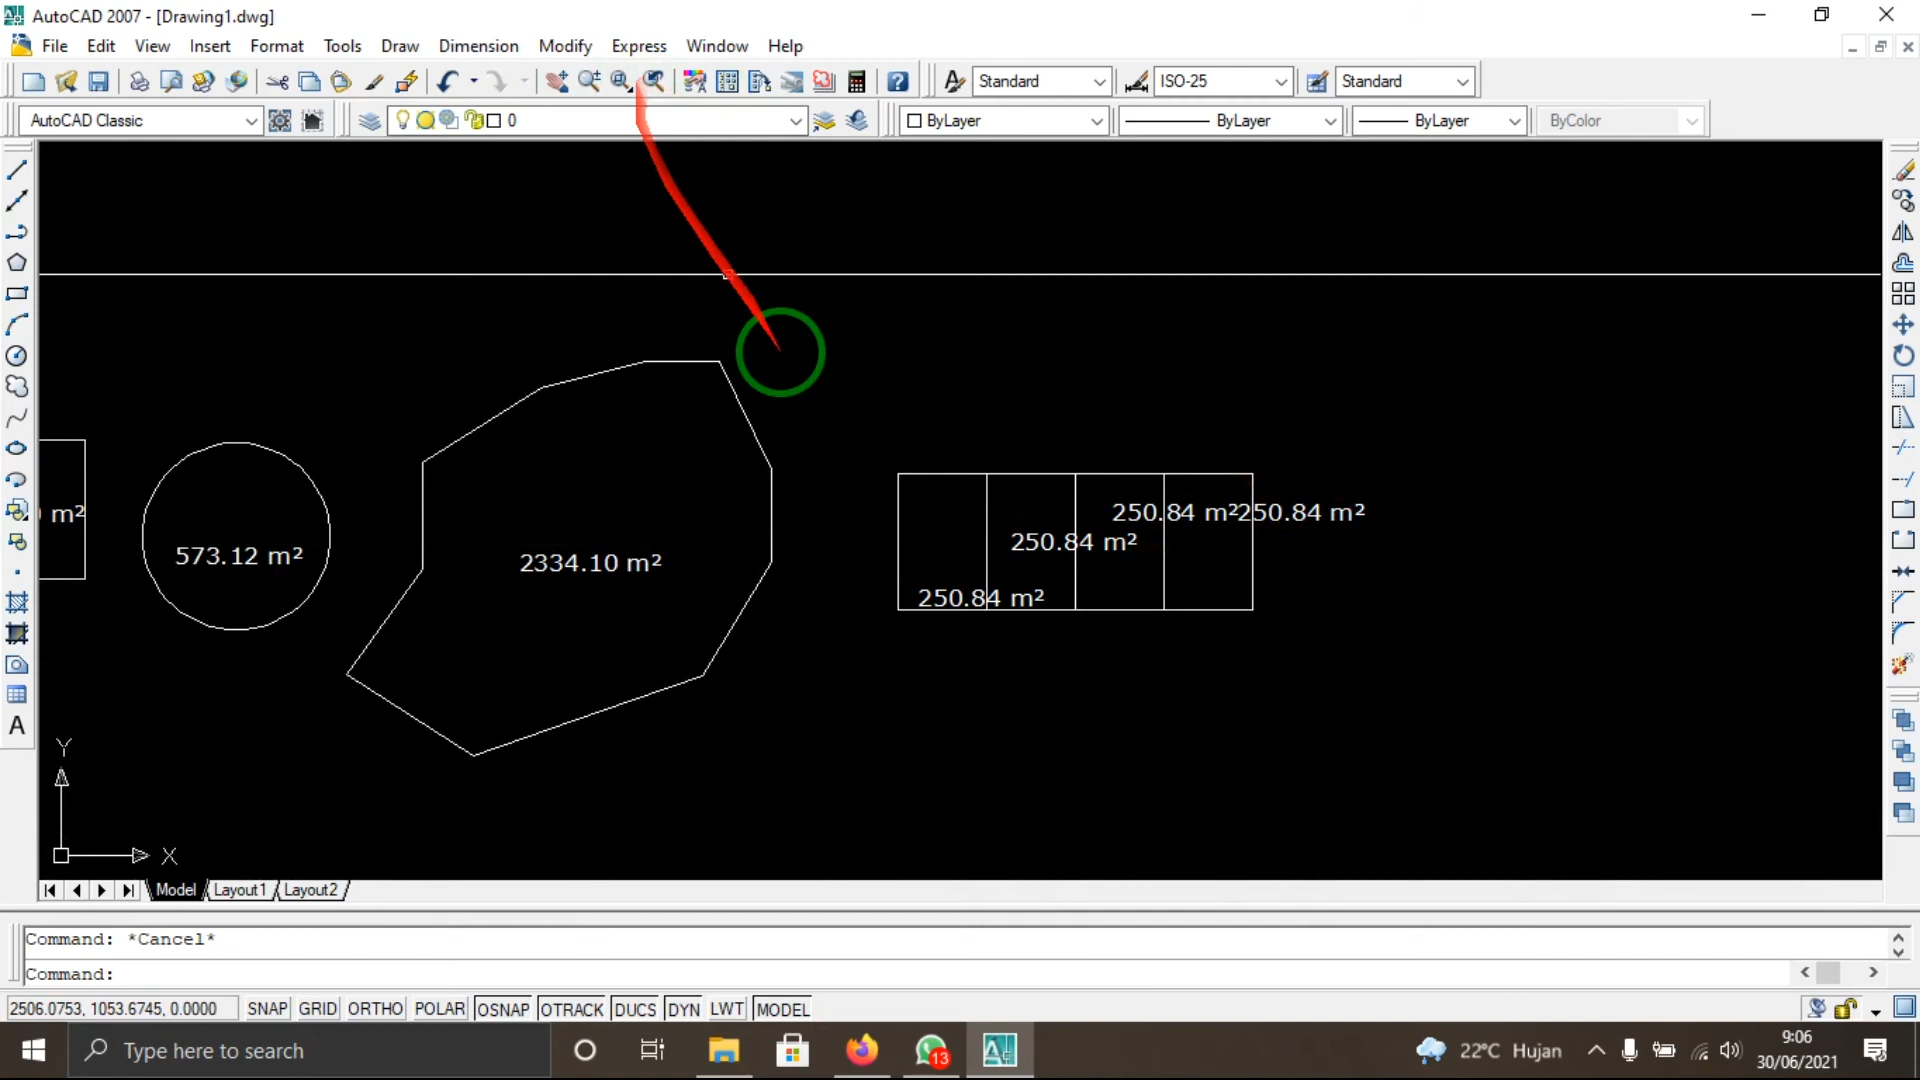 AutoCAD 2007 - [Drawing1.dwg]
File Edit View Insert Format Tools Draw Dimension Modify Express Window Help
Standard ISO-25 Standard
AutoCAD Classic 0 ByLayer ByLayer ByLayer ByColor
m²
573.12 m²
2334.10 m²
250.84 m² 250.84 m²
250.84 m²
250.84 m²
A
Y
X
Model Layout1 Layout2
Command: *Cancel*
Command:
2506.0753, 1053.6745, 0.0000 SNAP GRID ORTHO POLAR OSNAP OTRACK DUCS DYN LWT MODEL
Type here to search 13 22°C Hujan 9:06
30/06/2021